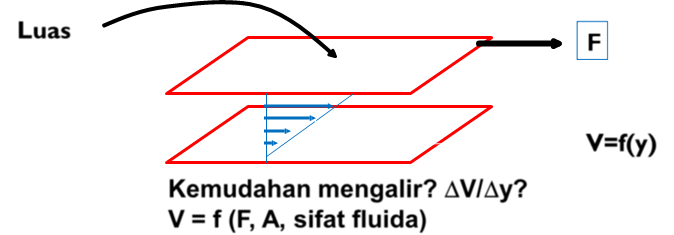 Luas
F
V=f(y)
Kemudahan mengalir? ΔV/Δy?
V = f (F, A, sifat fluida)